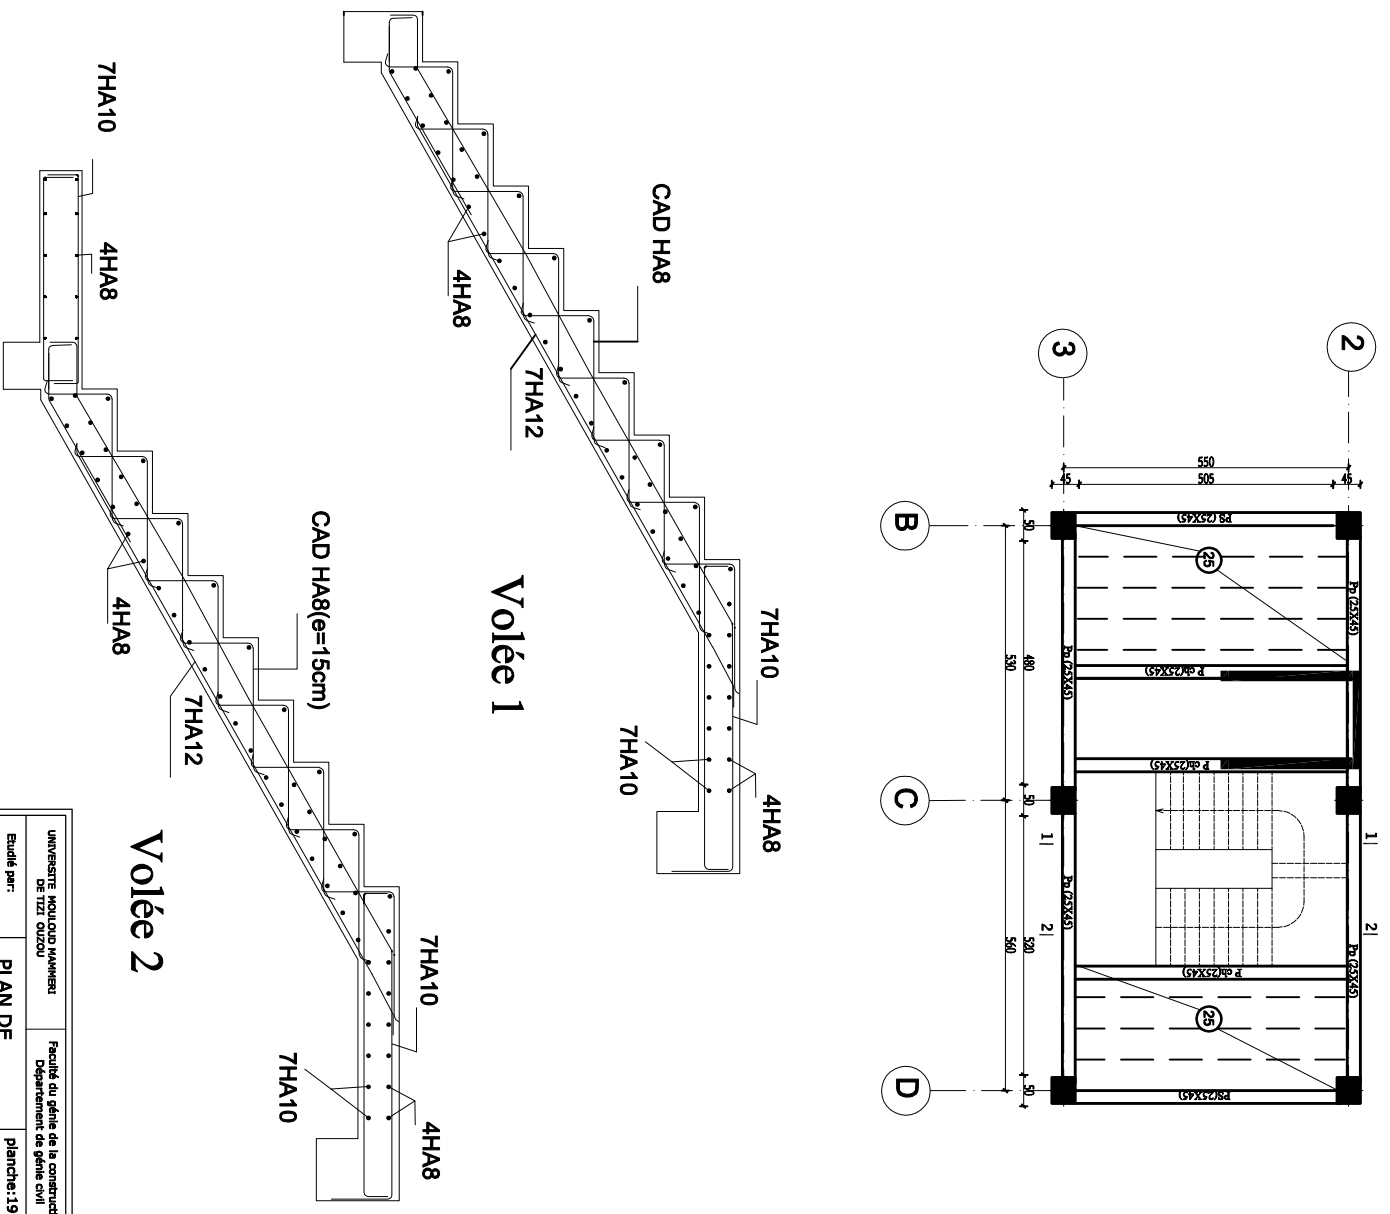 7HA10
4HA8
CAD HA8
4HA8
7HA12
Volée 1
7HA10
7HA10
4HA8
4HA8
CAD HA8(e=15cm)
7HA12
Volée 2
7HA10
7HA10
4HA8
3
2
550
45
505
45
B
C
D
50
480
530
50
520
560
50
PS (25X45)
25
Pp (25X45)
Pp (25X45)
P ch(25X45)
P ch(25X45)
1
1
2
2
Pp (25X45)
Pp (25X45)
P ch(25X45)
25
PS(25X45)
UNIVERSITE MOULOUD MAMMERI
DE TIZI OUZOU
Faculté du génie de la constructi
Département de génie civil
Etudié par:
PLAN DE
planche:19